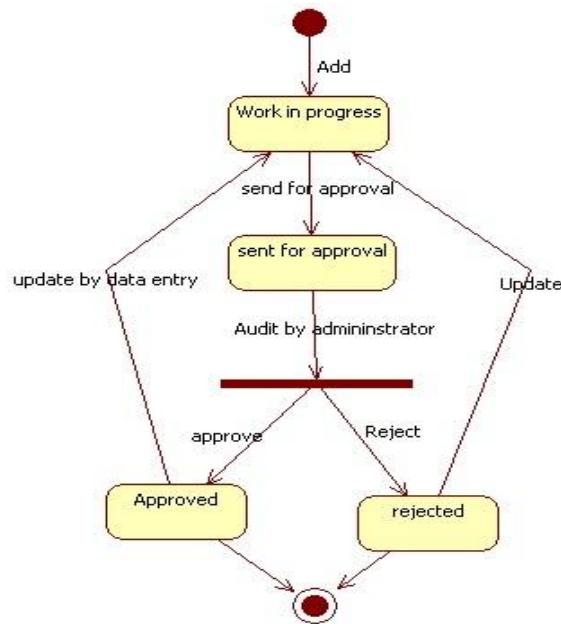 Add
Work in progress
send for approval
sent for approval
update by data entry
Update
Audit by admininstrator
approve
Reject
Approved
rejected